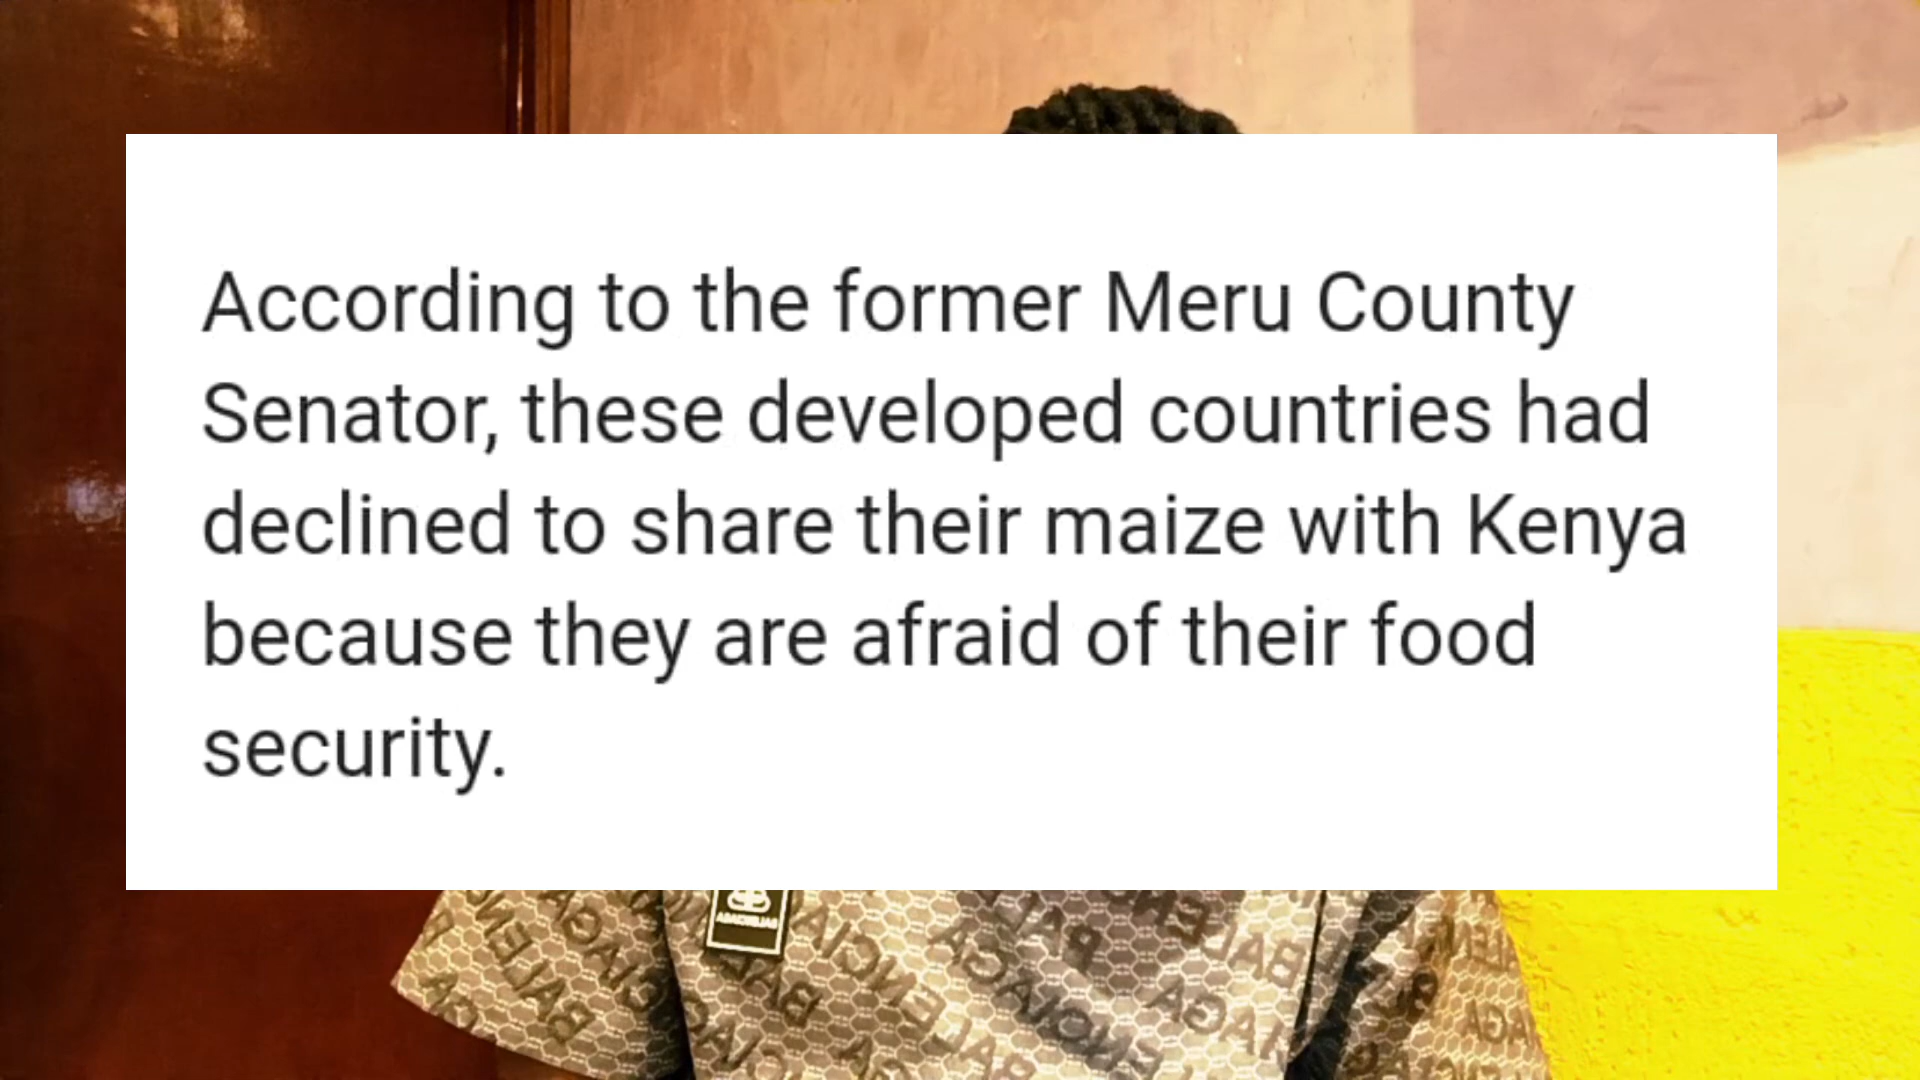 According to the former Meru County
Senator, these developed countries had
declined to share their maize with Kenya
because they are afraid of their food
security.